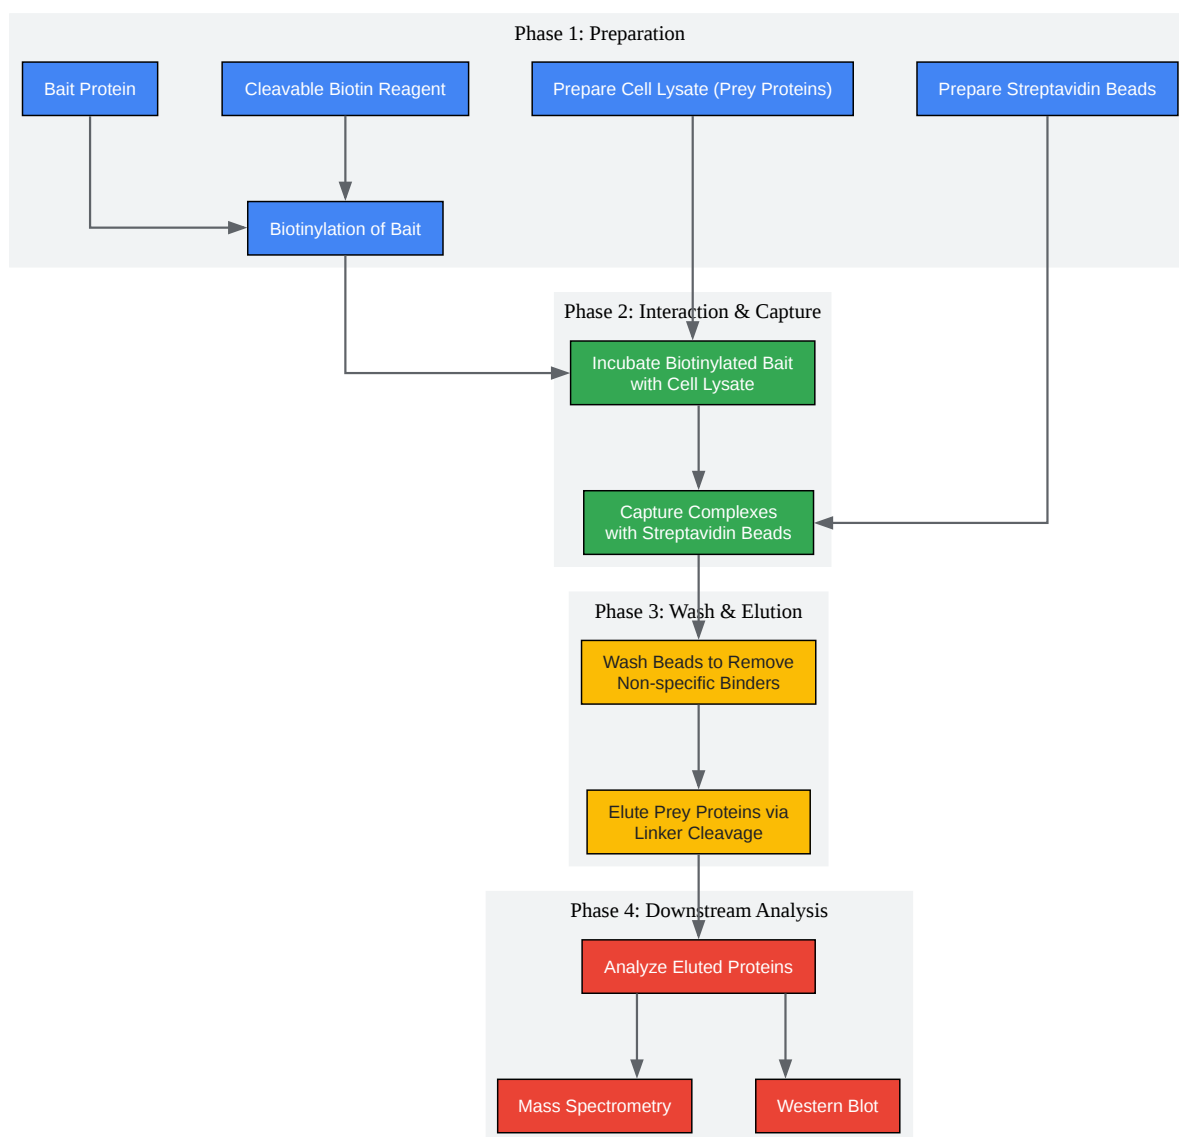 Phase 1: Preparation
Bait Protein
Cleavable Biotin Reagent
Prepare Cell Lysate (Prey Proteins)
Prepare Streptavidin Beads
Biotinylation of Bait
Phase 2: Interaction & Capture
Incubate Biotinylated Bait
with Cell Lysate
Capture Complexes
with Streptavidin Beads
Phase 3: Wash & Elution
Wash Beads to Remove
Non-specific Binders
Elute Prey Proteins via
Linker Cleavage
Phase 4: Downstream Analysis
Analyze Eluted Proteins
Mass Spectrometry
Western Blot